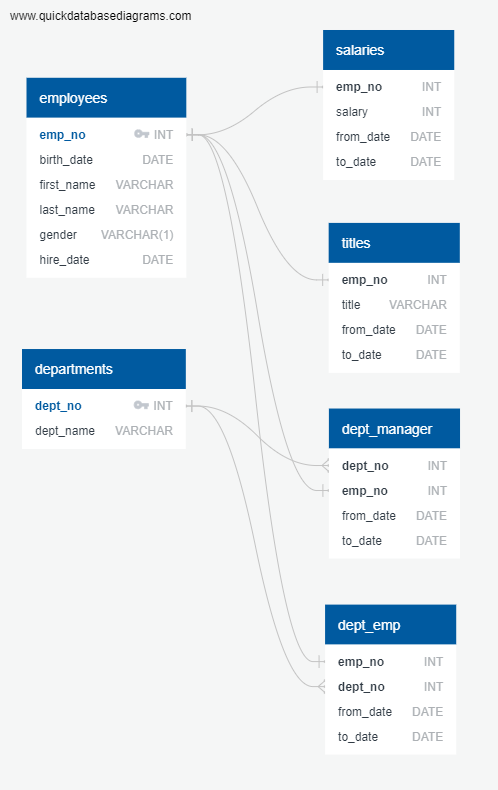 www.quickdatabasediagrams.com
employees
emp_no INT
birth_date DATE
first_name VARCHAR
last_name VARCHAR
gender VARCHAR(1)
hire_date DATE
departments
dept_no INT
dept_name VARCHAR
salaries
emp_no INT
salary INT
from_date DATE
to_date DATE
titles
emp_no INT
title VARCHAR
from_date DATE
to_date DATE
dept_manager
dept_no INT
emp_no INT
from_date DATE
to_date DATE
dept_emp
emp_no INT
dept_no INT
from_date DATE
to_date DATE